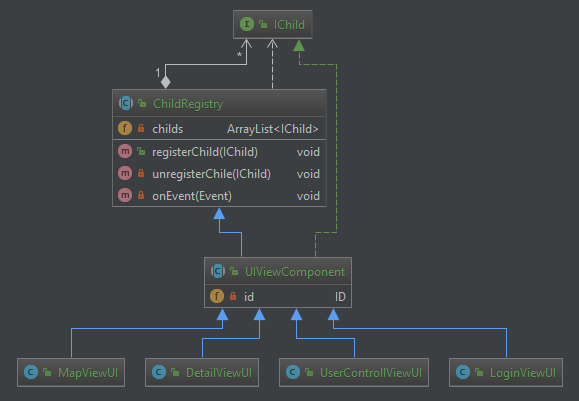 I IChild
*
1
C ChildRegistry
f childs ArrayList<IChild>
m registerChild(IChild) void
m unregisterChile(IChild) void
m onEvent(Event) void
C UIViewComponent
f id ID
C MapViewUI
C DetailViewUI
C UserControllViewUI
C LoginViewUI